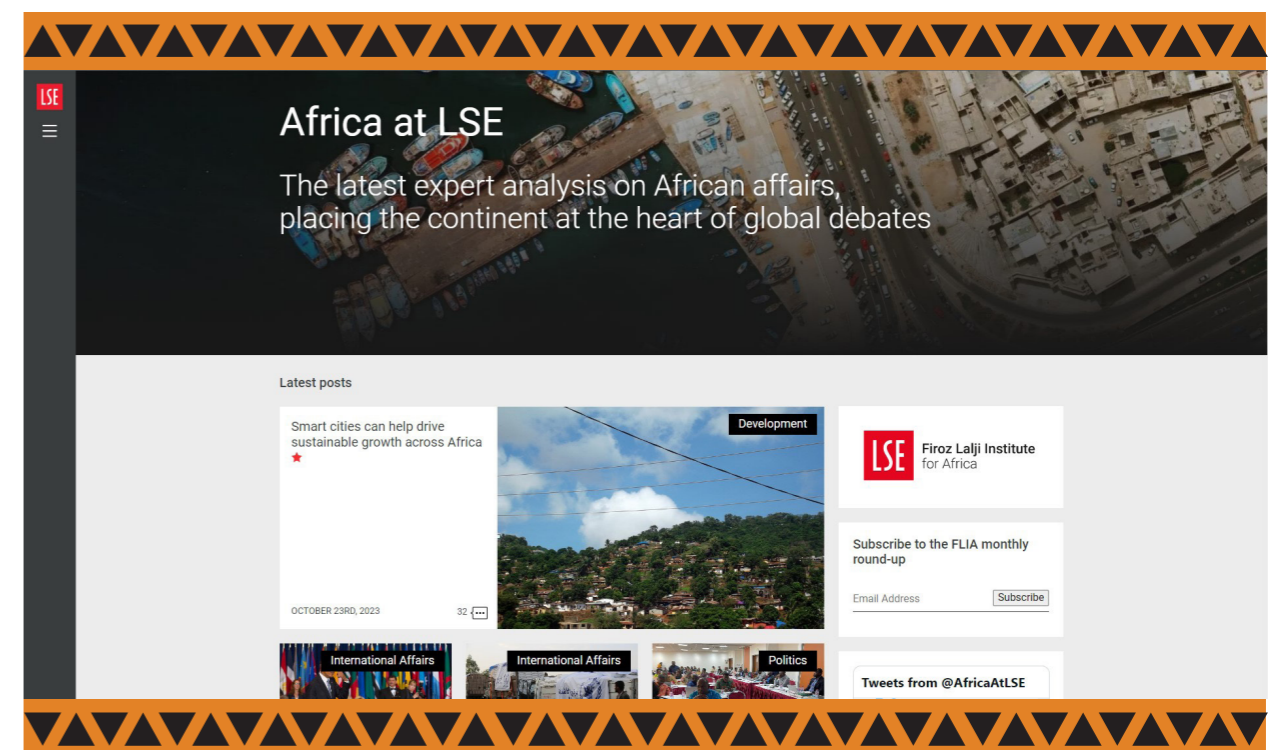 LSE
Africa at LSE
The latest expert analysis on African affairs,
placing the continent at the heart of global debates
Latest posts
Smart cities can help drive
sustainable growth across Africa
Development
OCTOBER 23RD, 2023
32
LSE
Firoz Lalji Institute
for Africa
Subscribe to the FLIA monthly
round-up
Email Address
Subscribe
International Affairs
International Affairs
Politics
Tweets from @AfricaAtLSE